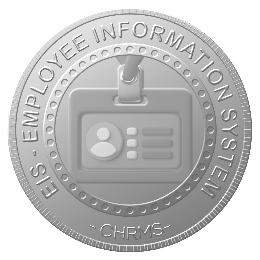 EIS - EMPLOYEE INFORMATION SYSTEM
- CHRMS -